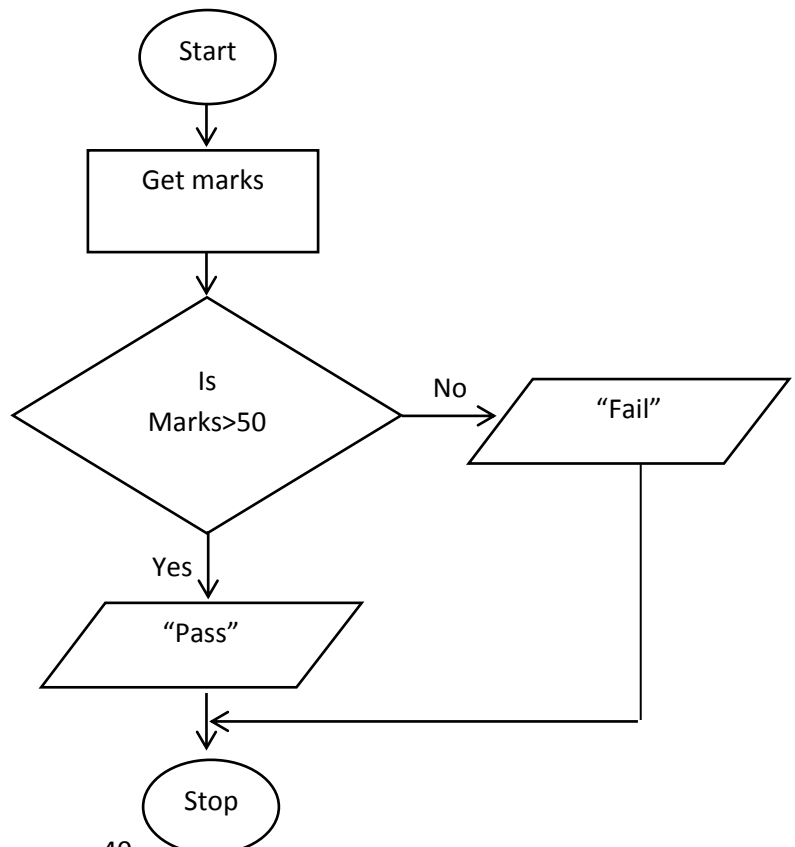 Start
Get marks
Is
Marks>50
No
“Fail”
Yes
“Pass”
Stop